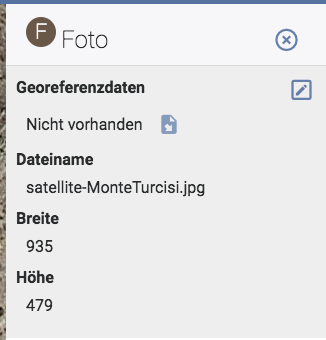 F Foto
Georeferenzdaten
Nicht vorhanden
Dateiname
satellite-MonteTurcisi.jpg
Breite
935
Höhe
479